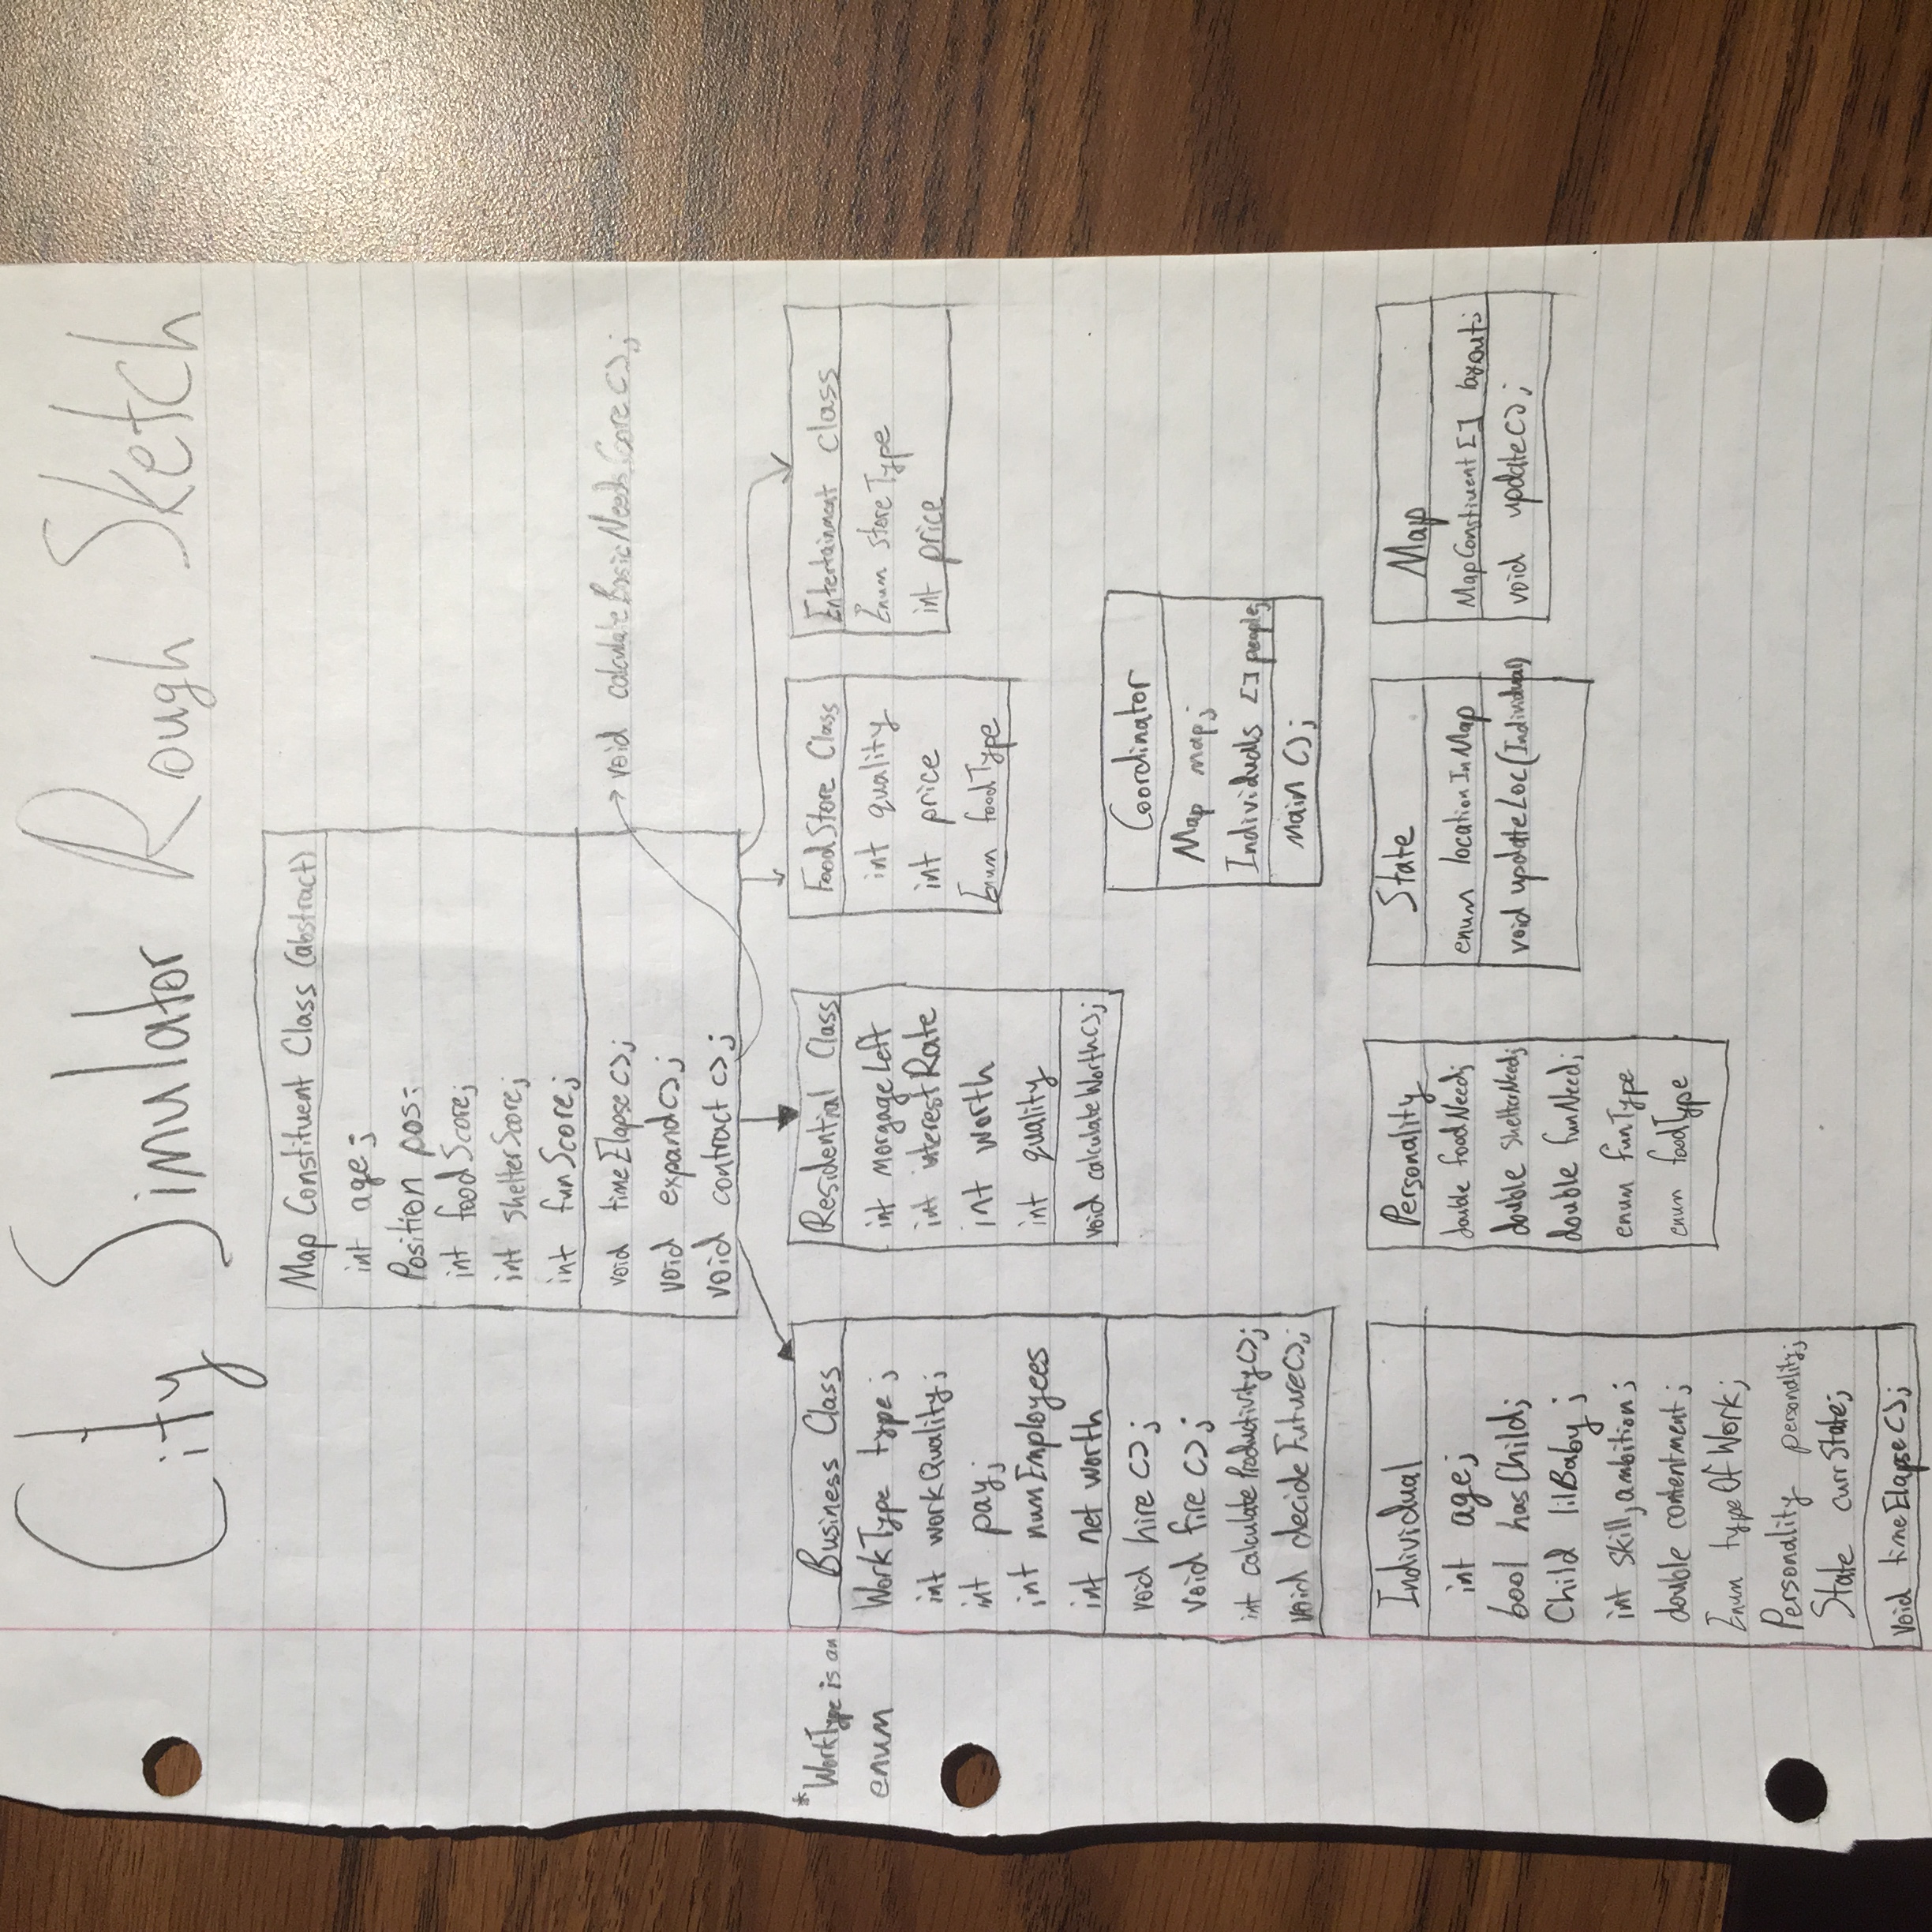 City Simulator Rough Sketch
Map Constituent Class (abstract)
int age;
Position pos;
int foodScore;
int shelterScore;
int funScore;
void timeElapse();
void expand();
void contract();
void calculateBasicNeedsScore();
*WorkType is an
enum
Business Class
WorkType type;
int workQuality;
int pay;
int numEmployees
int net worth
void hire();
void fire();
int calculateProductivity();
void decideFuture();
Residential Class
int morgageLeft
int interestRate
int worth
int quality
void calculateWorth();
FoodStore Class
int quality
int price
Enum foodType
Entertainment class
Enum storeType
int price
Coordinator
Map map;
Individuals [] people;
main();
Individual
int age;
bool hasChild;
Child lilBaby;
int skill, ambition;
double contentment;
Enum typeOfWork;
Personality personality;
State currState;
void timeElapse();
Personality
double foodNeed;
double shelterNeed;
double funNeed;
enum funType
enum foodType
State
enum locationInMap
void updateLoc(Individual)
Map
MapConstiuent [] layout;
void update();